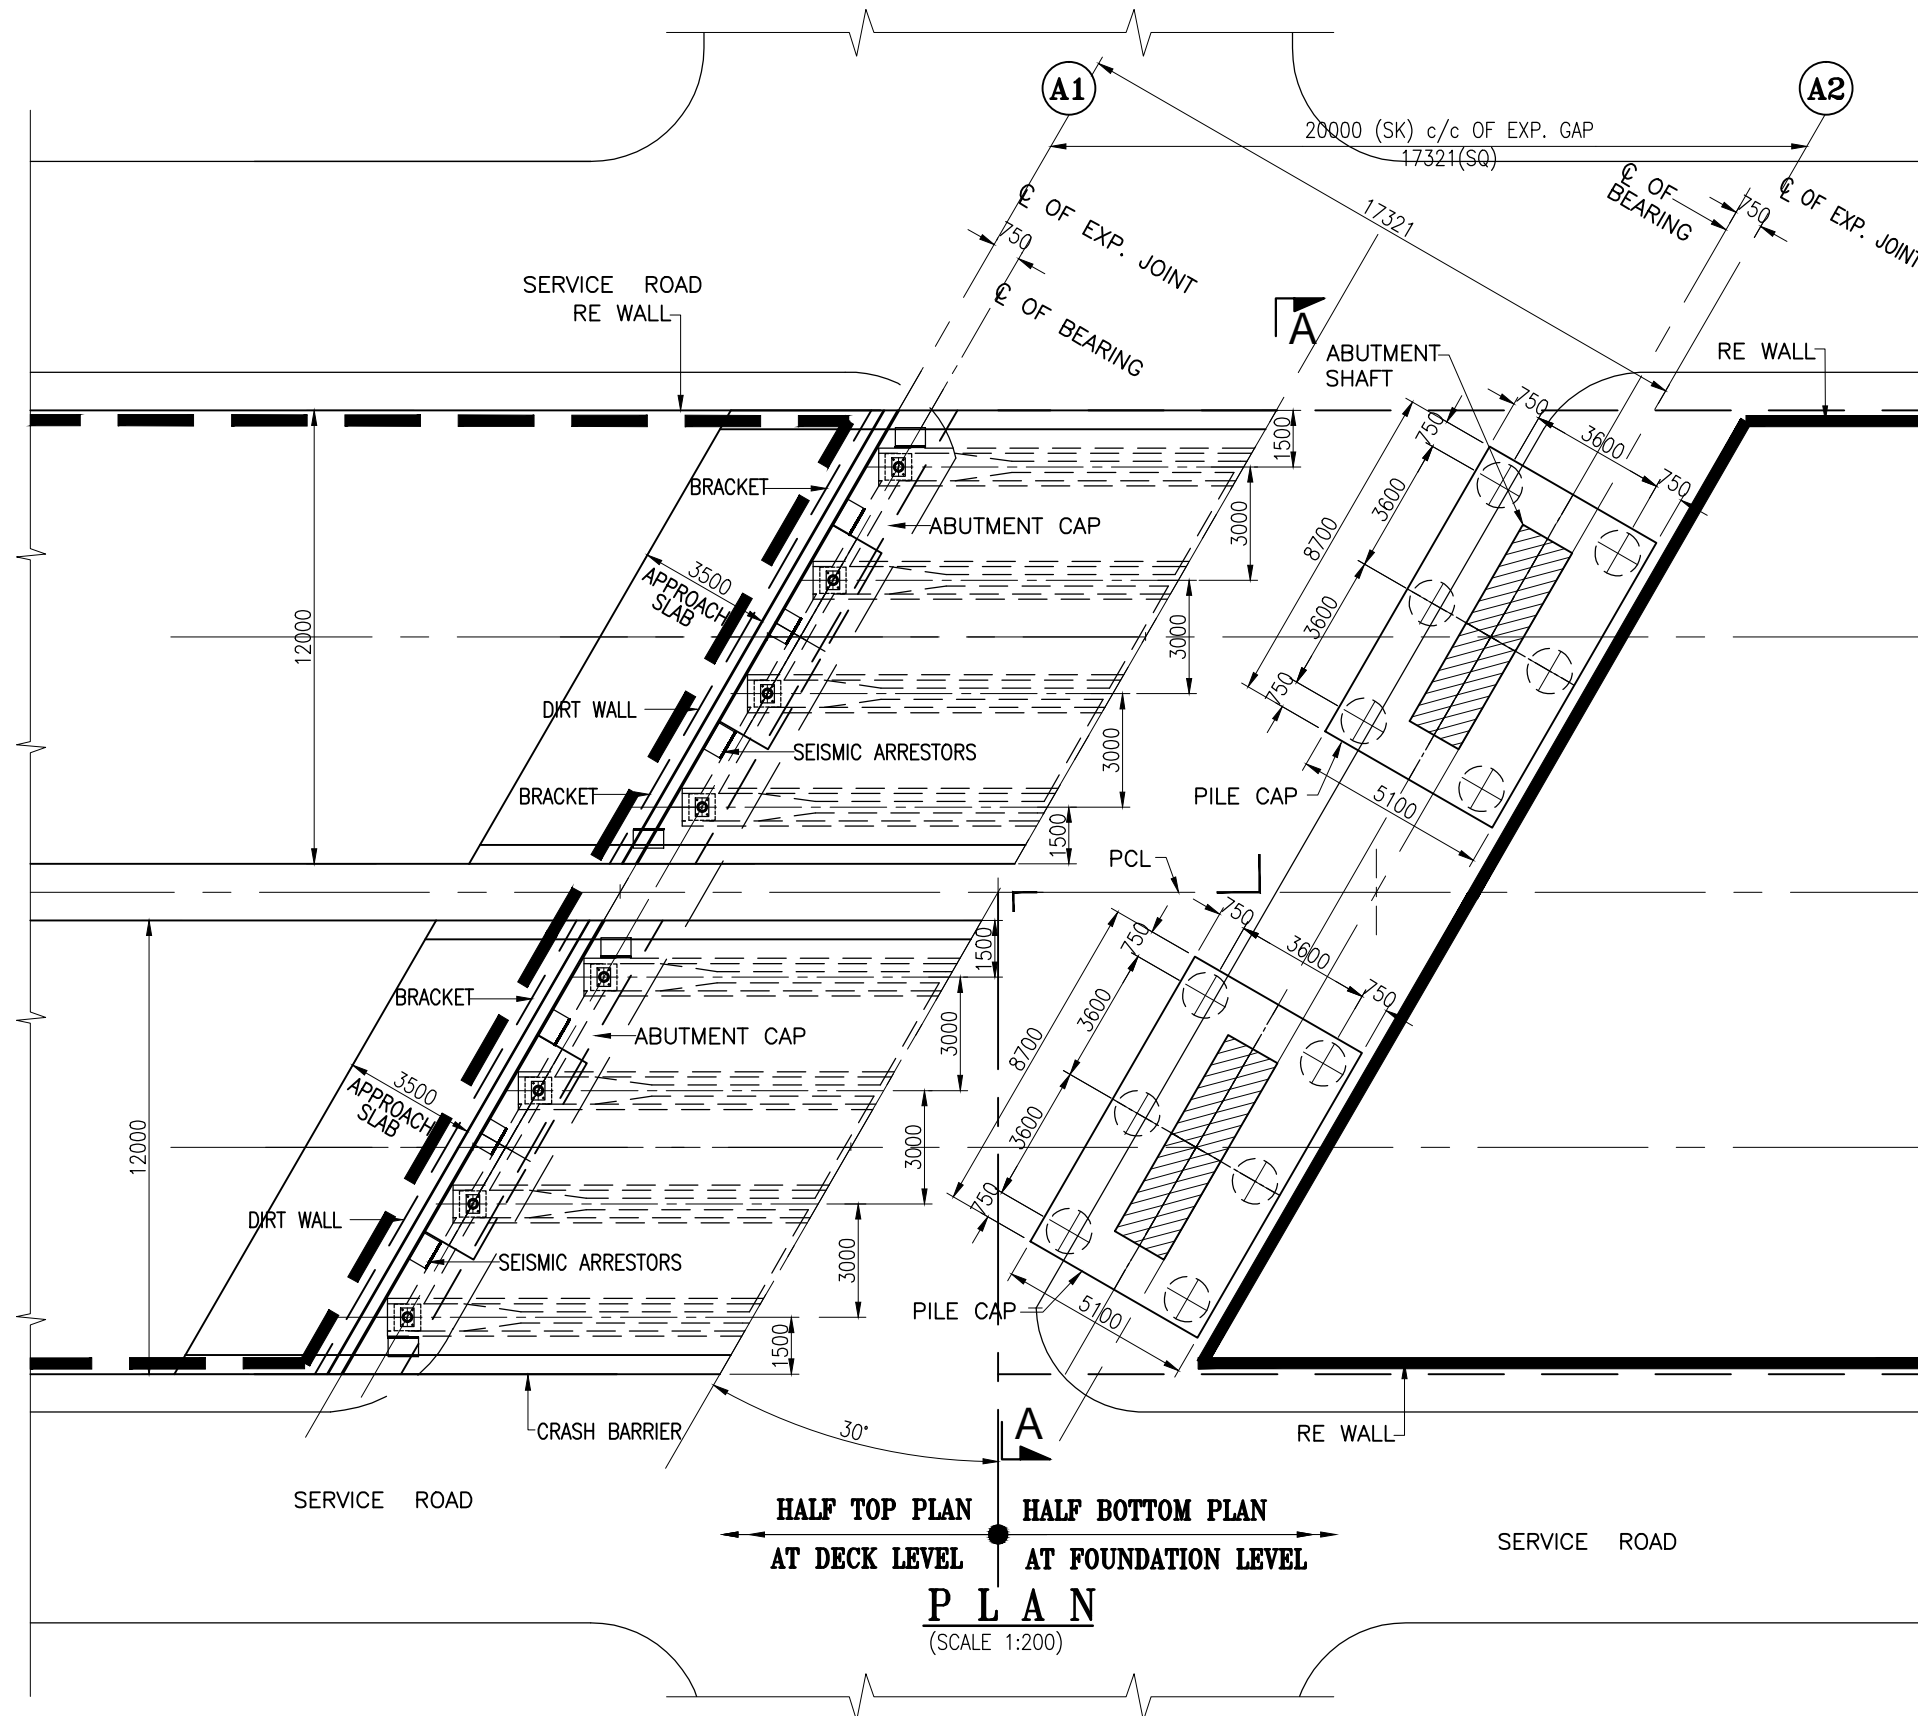 A1
A2
20000 (SK) c/c OF EXP. GAP
17321(SQ)
℄ OF EXP. JOINT
750
℄ OF BEARING
17321
℄ OF
BEARING
750
℄ OF EXP. JOINT
SERVICE ROAD
RE WALL
A
ABUTMENT
SHAFT
RE WALL
12000
BRACKET
ABUTMENT CAP
3500
APPROACH
SLAB
DIRT WALL
SEISMIC ARRESTORS
BRACKET
1500
3000
3000
3000
1500
750
3600
750
750
3600
8700
3600
750
PILE CAP
5100
PCL
12000
BRACKET
ABUTMENT CAP
3500
APPROACH
SLAB
DIRT WALL
SEISMIC ARRESTORS
1500
3000
3000
3000
1500
750
3600
750
750
3600
8700
3600
750
PILE CAP
5100
CRASH BARRIER
30°
A
RE WALL
SERVICE ROAD
SERVICE ROAD
HALF TOP PLAN
AT DECK LEVEL
HALF BOTTOM PLAN
AT FOUNDATION LEVEL
PLAN
(SCALE 1:200)